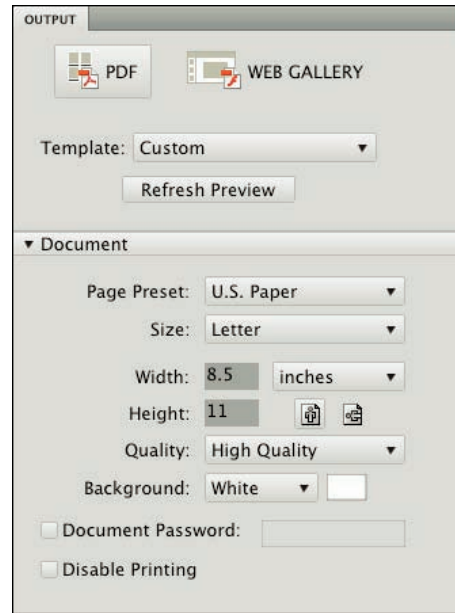 OUTPUT
PDF WEB GALLERY
Template: Custom
Refresh Preview
Document
Page Preset: U.S. Paper
Size: Letter
Width: 8.5 inches
Height: 11
Quality: High Quality
Background: White
Document Password:
Disable Printing